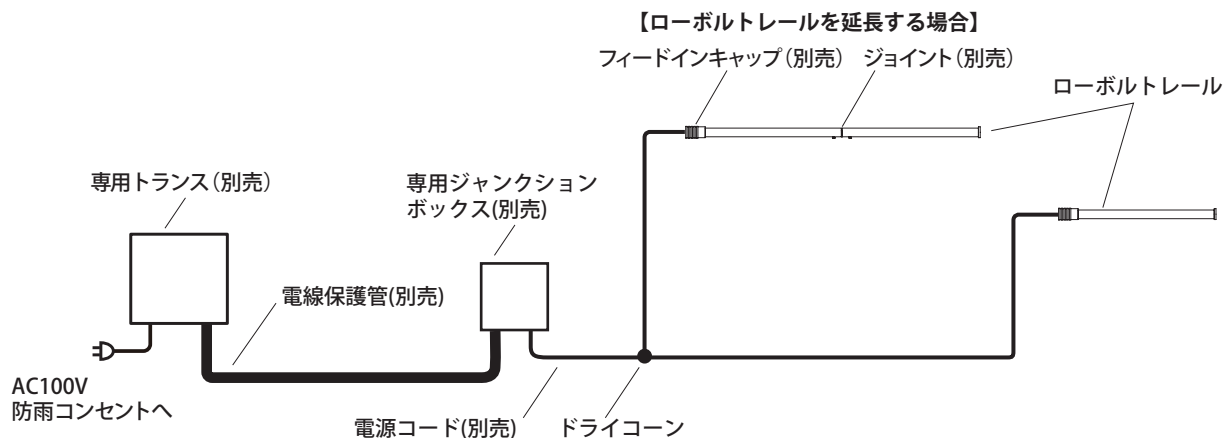 【ローボルトレールを延長する場合】
フィードインキャップ(別売) ジョイント(別売)
ローボルトレール
専用トランス(別売)
専用ジャンクション
ボックス(別売)
電線保護管(別売)
AC100V
防雨コンセントへ
電源コード(別売) ドライコーン